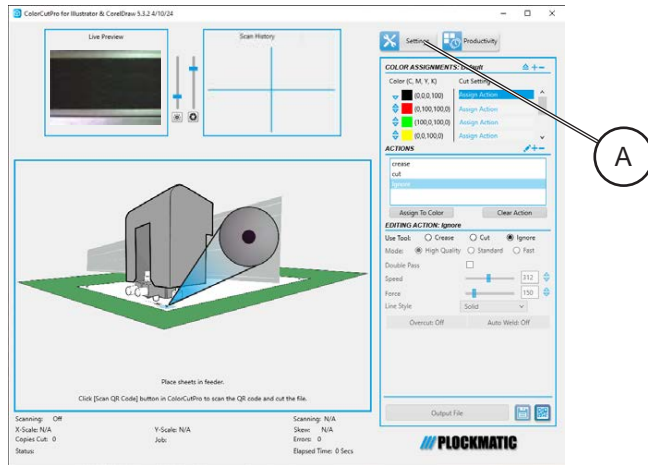 ColorCutPro for Illustrator & CorelDraw 5.3.2 4/10/24
Live Preview
Scan History
Settings
Productivity
A
COLOR ASSIGNMENTS: Default
Color (C, M, Y, K) Cut Setting
(0,0,0,100) Assign Action
(0,100,100,0) Assign Action
(100,0,100,0) Assign Action
(0,0,100,0) Assign Action
ACTIONS
crease
cut
Ignore
Assign To Color Clear Action
EDITING ACTION: Ignore
Use Tool: Crease Cut Ignore
Mode: High Quality Standard Fast
Double Pass
Speed 312
Force 150
Line Style Solid
Overcut: Off Auto Weld: Off
Place sheets in feeder.
Click [Scan QR Code] button in ColorCutPro to scan the QR code and cut the file.
Output File
Scanning: Off Scanning: N/A
X-Scale: N/A Y-Scale: N/A Skew: N/A
Copies Cut: 0 Job: Errors: 0
Status: Elapsed Time: 0 Secs
PLOCKMATIC